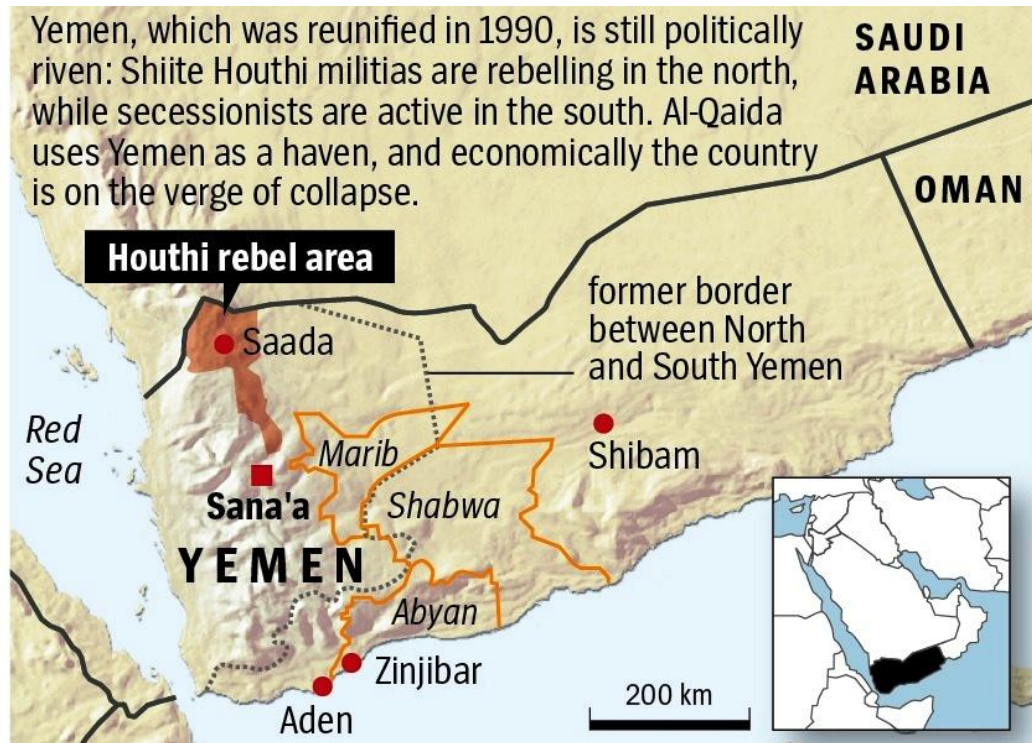 Yemen, which was reunified in 1990, is still politically
riven: Shiite Houthi militias are rebelling in the north,
while secessionists are active in the south. Al-Qaida
uses Yemen as a haven, and economically the country
is on the verge of collapse.
SAUDI
ARABIA
OMAN
Houthi rebel area
former border
between North
and South Yemen
Saada
Red
Sea
Marib
Shibam
Sana'a
Shabwa
YEMEN
Abyan
Zinjibar
Aden
200 km